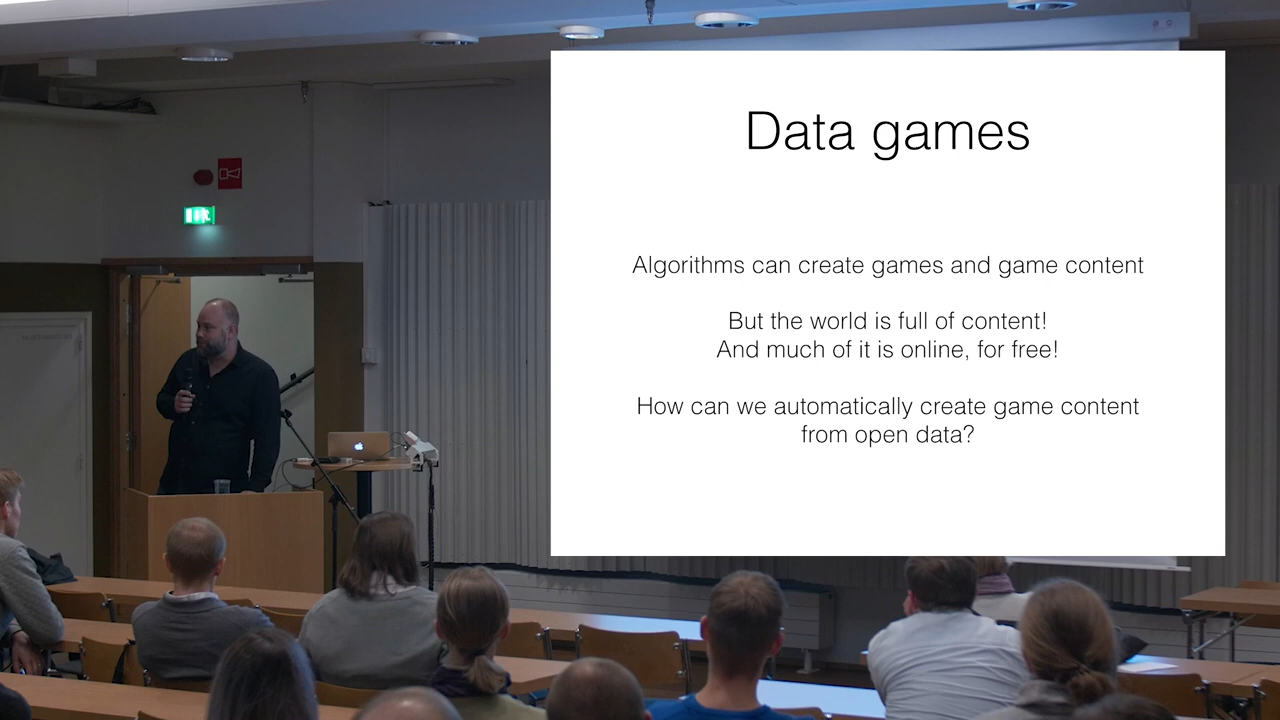 Data games
Algorithms can create games and game content
But the world is full of content!
And much of it is online, for free!
How can we automatically create game content
from open data?